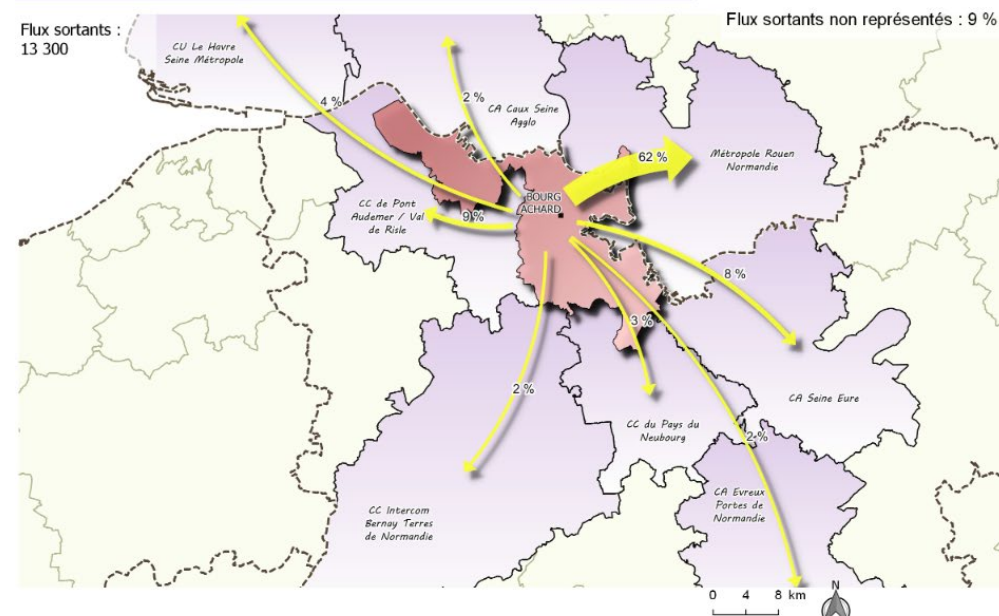 Flux sortants :
13 300
Flux sortants non représentés : 9 %
CU Le Havre
Seine Métropole
4 %
2 %
CA Caux Seine
Agglo
62 %
Métropole Rouen
Normandie
BOURG
ACHARD
CC de Pont
Audemer / Val
de Risle
9 %
8 %
3 %
2 %
CA Seine Eure
CC du Pays du
Neubourg
2 %
CA Evreux
Portes de
Normandie
CC Intercom
Bernay Terres
de Normandie
0 4 8 km
N